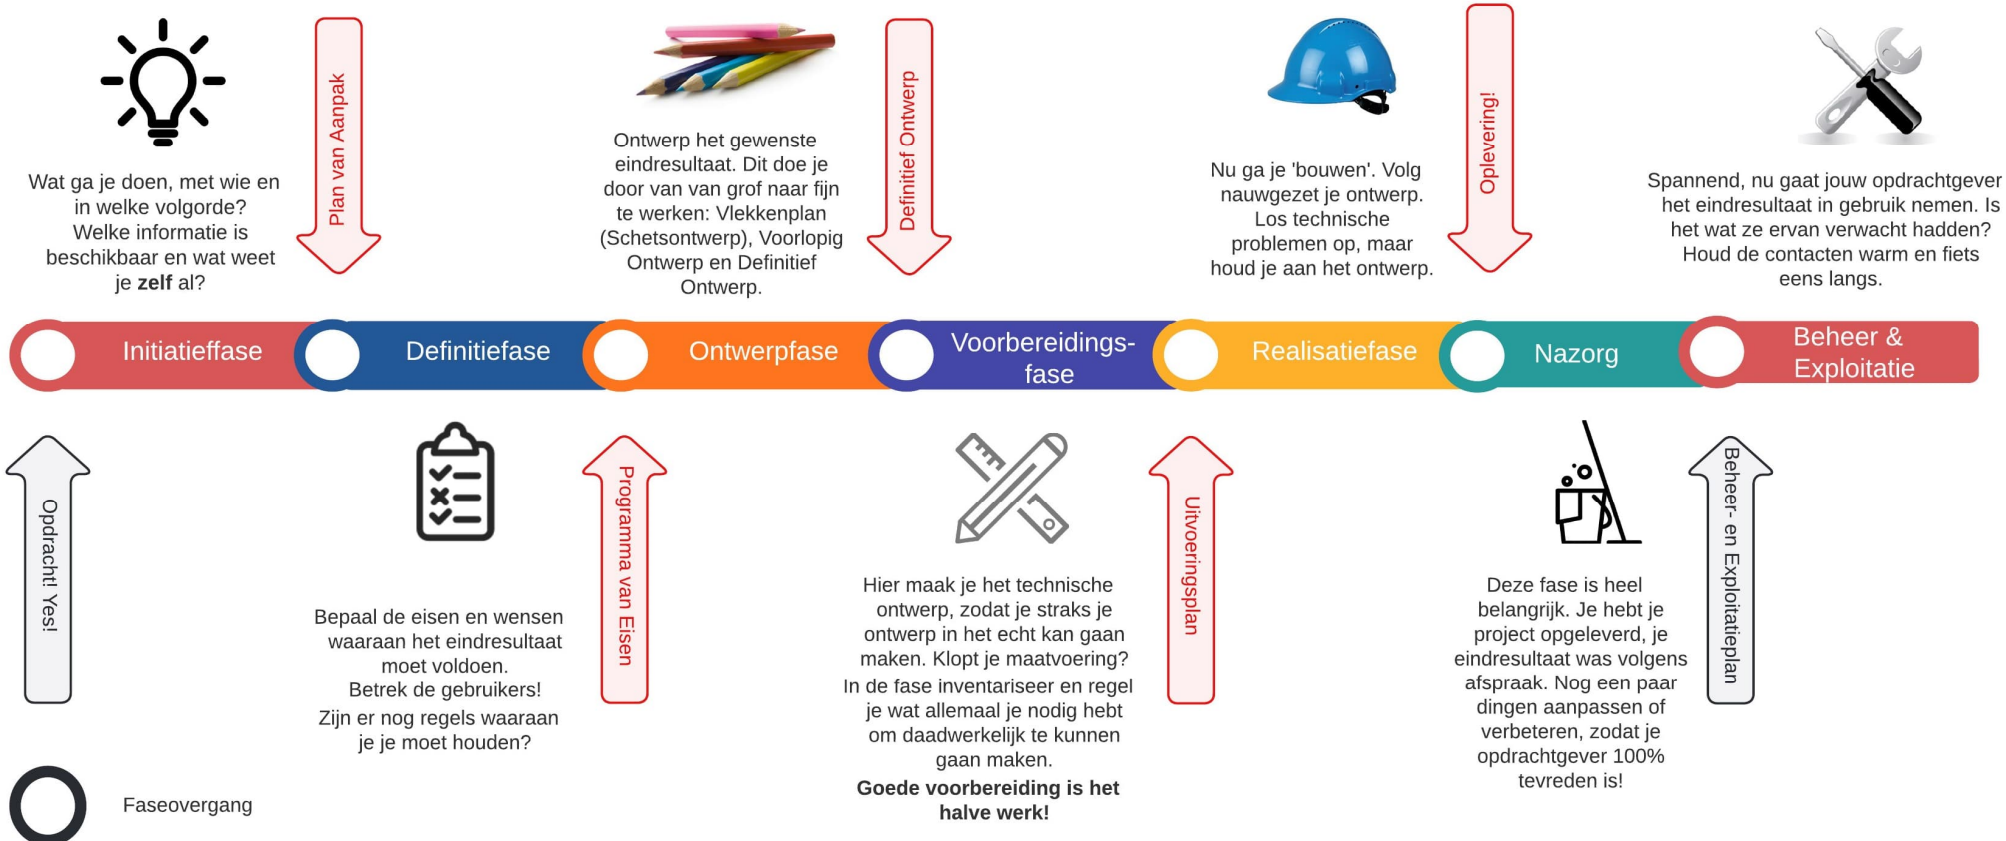 Wat ga je doen, met wie en
in welke volgorde?
Welke informatie is
beschikbaar en wat weet
je zelf al?
Plan van Aanpak
Ontwerp het gewenste
eindresultaat. Dit doe je
door van van grof naar fijn
te werken: Vlekkenplan
(Schetsontwerp), Voorlopig
Ontwerp en Definitief
Ontwerp.
Definitief Ontwerp
Nu ga je 'bouwen'. Volg
nauwgezet je ontwerp.
Los technische
problemen op, maar
houd je aan het ontwerp.
Oplevering!
Spannend, nu gaat jouw opdrachtgever
het eindresultaat in gebruik nemen. Is
het wat ze ervan verwacht hadden?
Houd de contacten warm en fiets
eens langs.
Initiatieffase
Definitiefase
Ontwerpfase
Voorbereidings-
fase
Realisatiefase
Nazorg
Beheer &
Exploitatie
Opdracht! Yes!
Bepaal de eisen en wensen
waaraan het eindresultaat
moet voldoen.
Betrek de gebruikers!
Zijn er nog regels waaraan
je je moet houden?
Programma van Eisen
Hier maak je het technische
ontwerp, zodat je straks je
ontwerp in het echt kan gaan
maken. Klopt je maatvoering?
In de fase inventariseer en regel
je wat allemaal je nodig hebt
om daadwerkelijk te kunnen
gaan maken.
Goede voorbereiding is het
halve werk!
Uitvoeringsplan
Deze fase is heel
belangrijk. Je hebt je
project opgeleverd, je
eindresultaat was volgens
afspraak. Nog een paar
dingen aanpassen of
verbeteren, zodat je
opdrachtgever 100%
tevreden is!
Beheer- en Exploitatieplan
Faseovergang